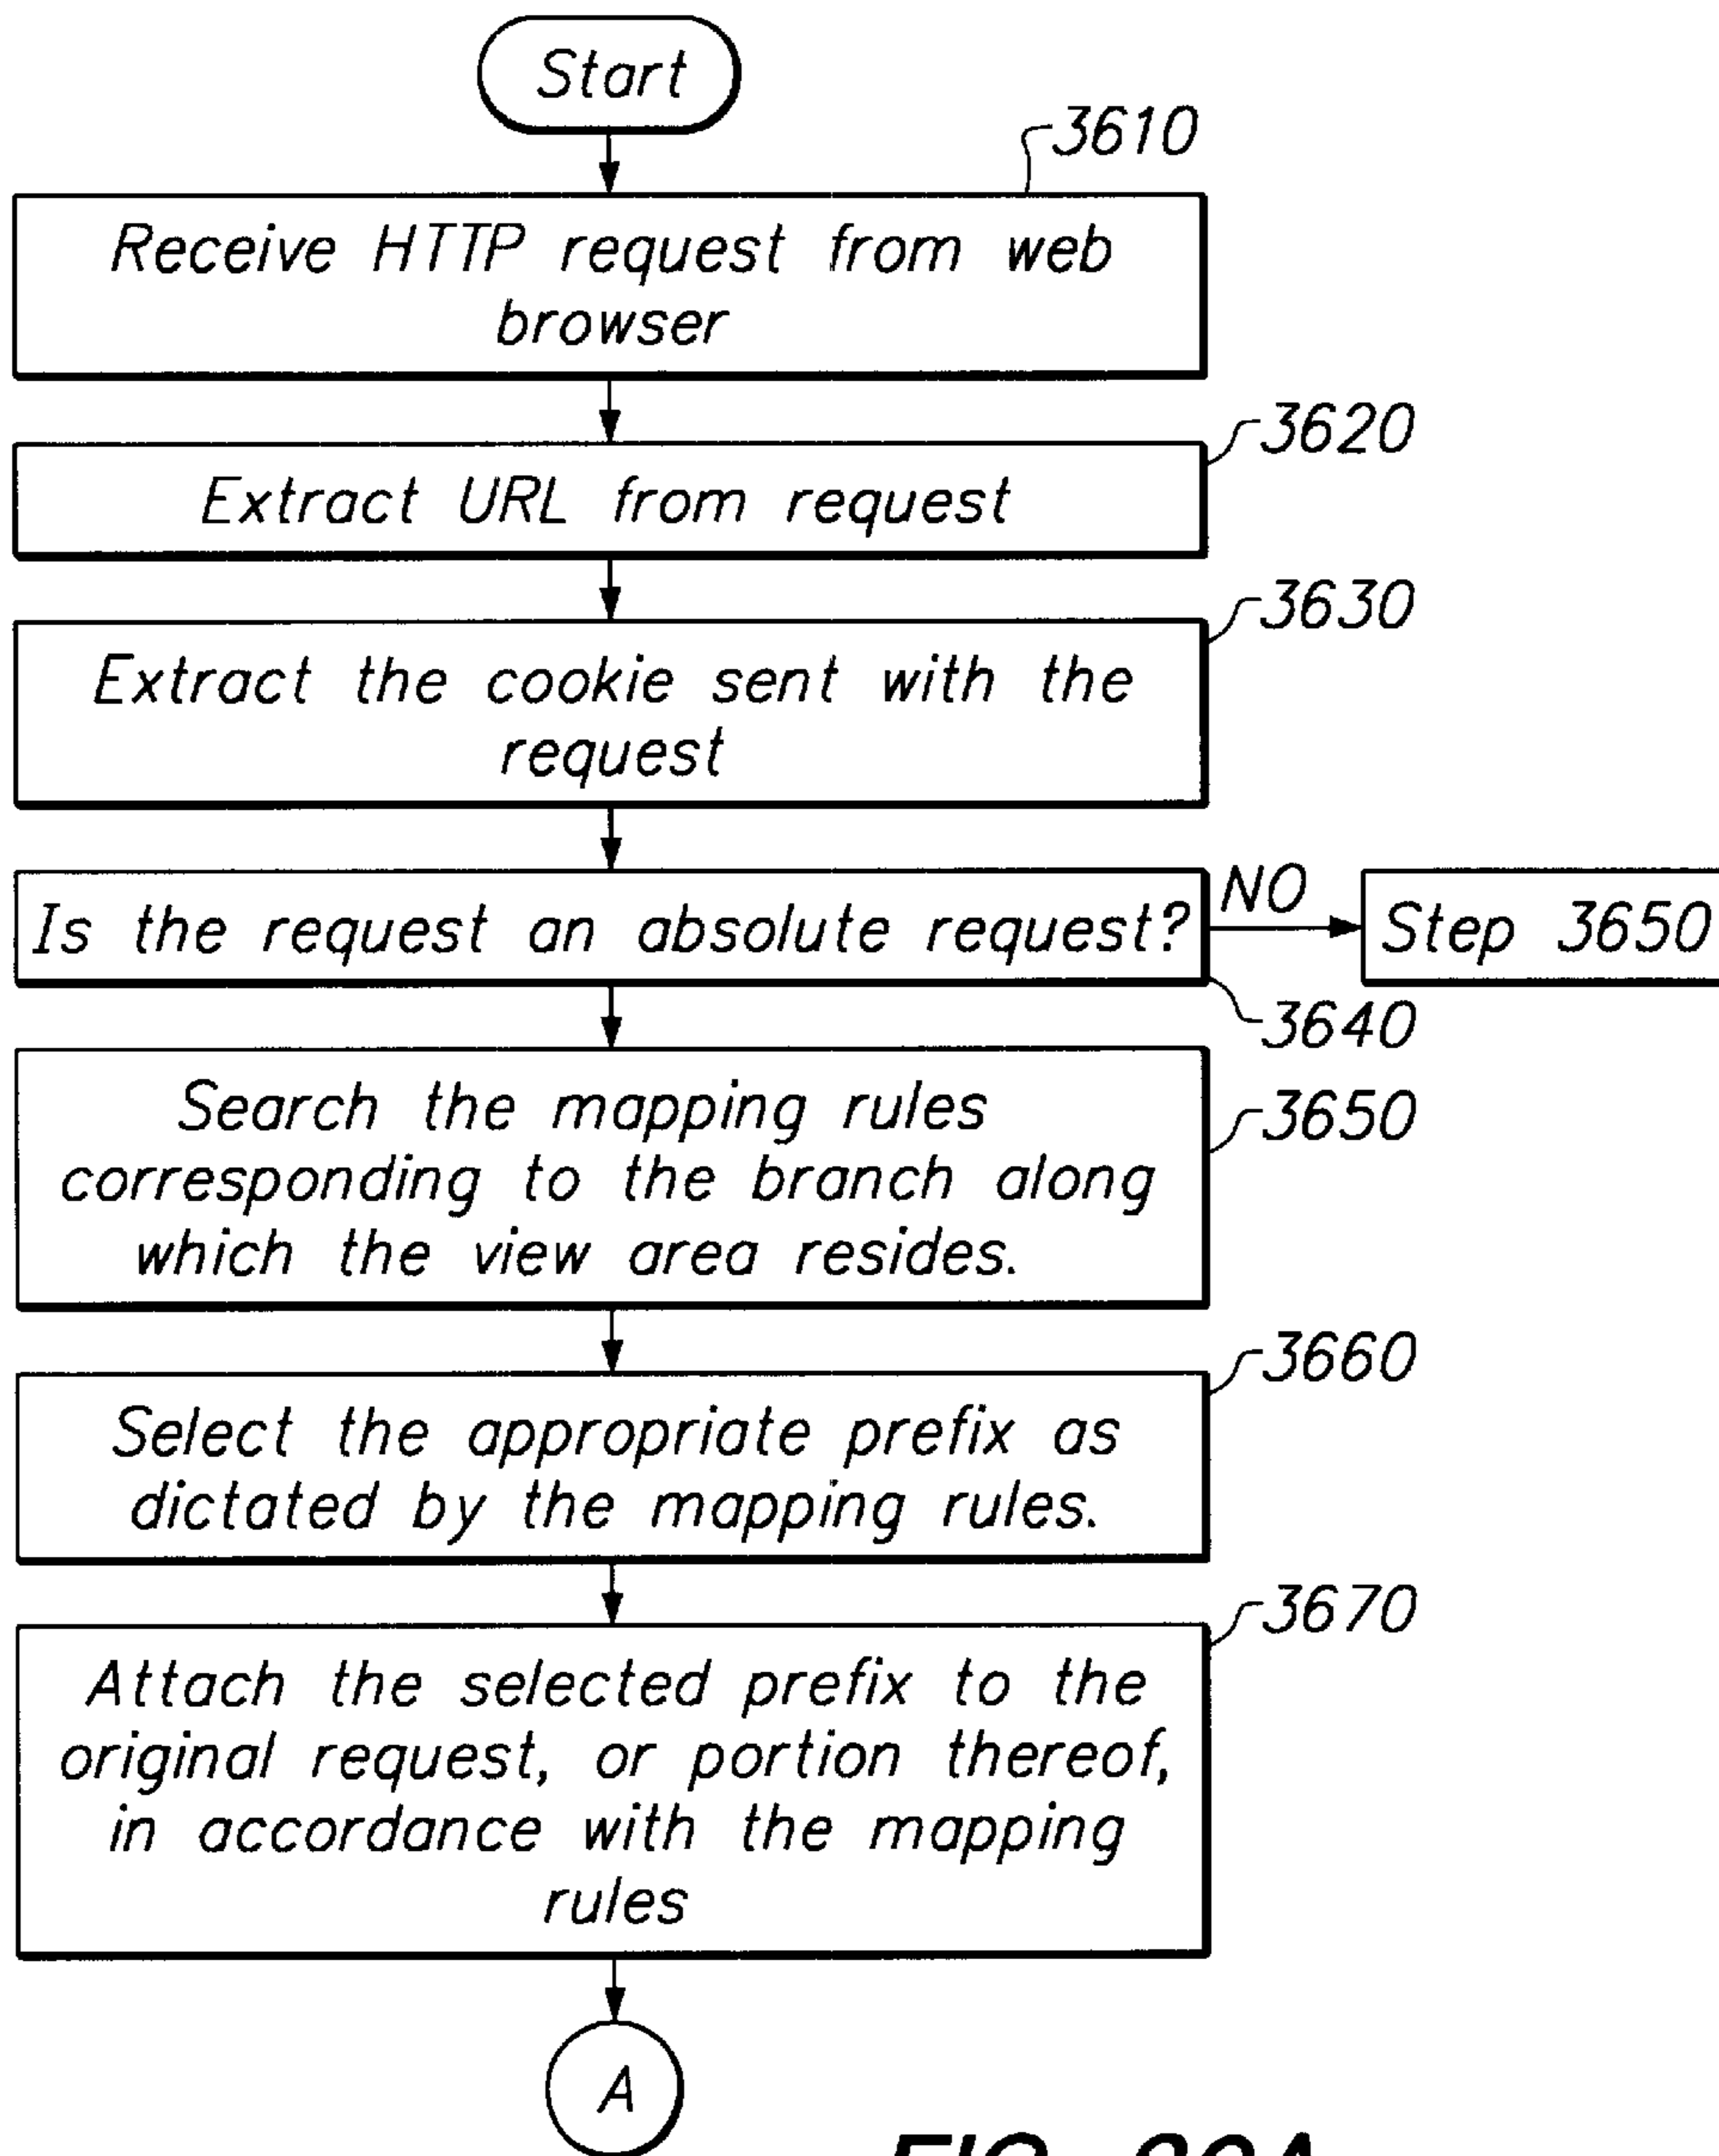 Start
3610
Receive HTTP request from web
browser
3620
Extract URL from request
3630
Extract the cookie sent with the
request
Is the request an absolute request?
NO
Step 3650
3640
Search the mapping rules
corresponding to the branch along
which the view area resides.
3650
Select the appropriate prefix as
dictated by the mapping rules.
3660
Attach the selected prefix to the
original request, or portion thereof,
in accordance with the mapping
rules
3670
A
FIG.